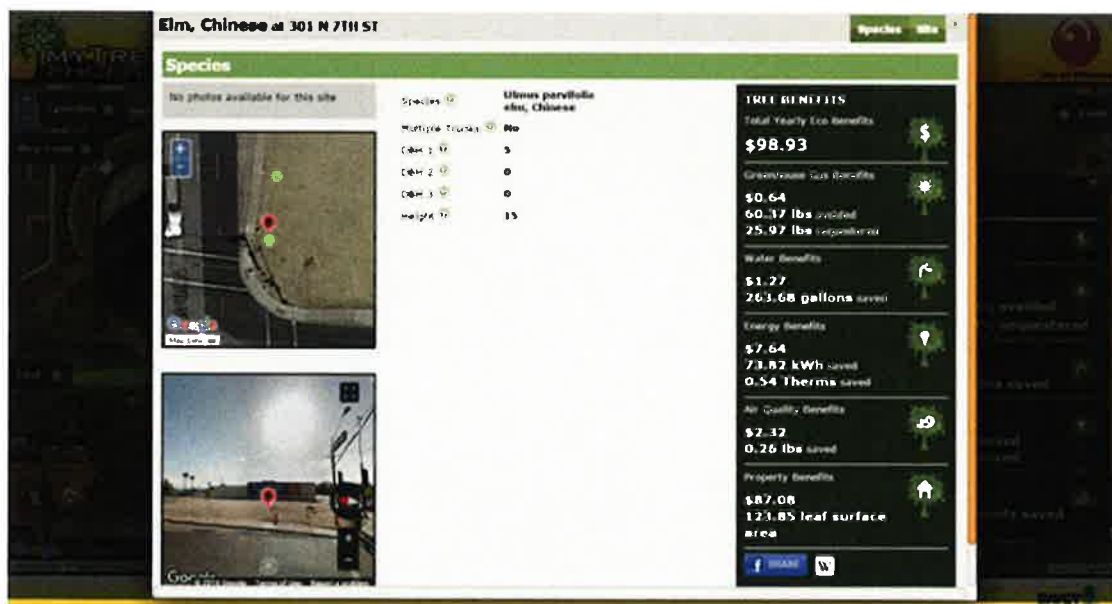 Elm, Chinese at 301 N 7TH ST
Species Site
Species
No photos available for this site
Species
Ulmus parvifolia
elm, Chinese
Multiple Trunks No
DBH 1 5
DBH 2 0
DBH 3 0
Height 15
TREE BENEFITS
Total Yearly Eco Benefits
$98.93
Greenhouse Gas Benefits
$0.64
60.37 lbs avoided
25.97 lbs sequestered
Water Benefits
$1.27
263.68 gallons saved
Energy Benefits
$7.64
73.82 kWh saved
0.54 Therms saved
Air Quality Benefits
$2.32
0.26 lbs saved
Property Benefits
$87.08
123.85 leaf surface
area
f SHARE W
Google